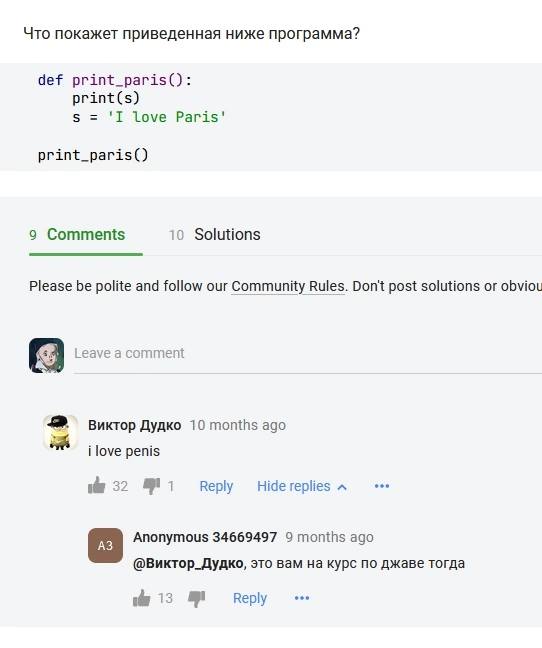 Что покажет приведенная ниже программа?
def print_paris():
print(s)
s = 'I love Paris'
print_paris()
9 Comments 10 Solutions
Please be polite and follow our Community Rules. Don't post solutions or obviou
Leave a comment
Виктор Дудко 10 months ago
i love penis
32 1 Reply Hide replies
Anonymous 34669497 9 months ago
АЗ
@Виктор_Дудко, это вам на курс по джаве тогда
13 Reply